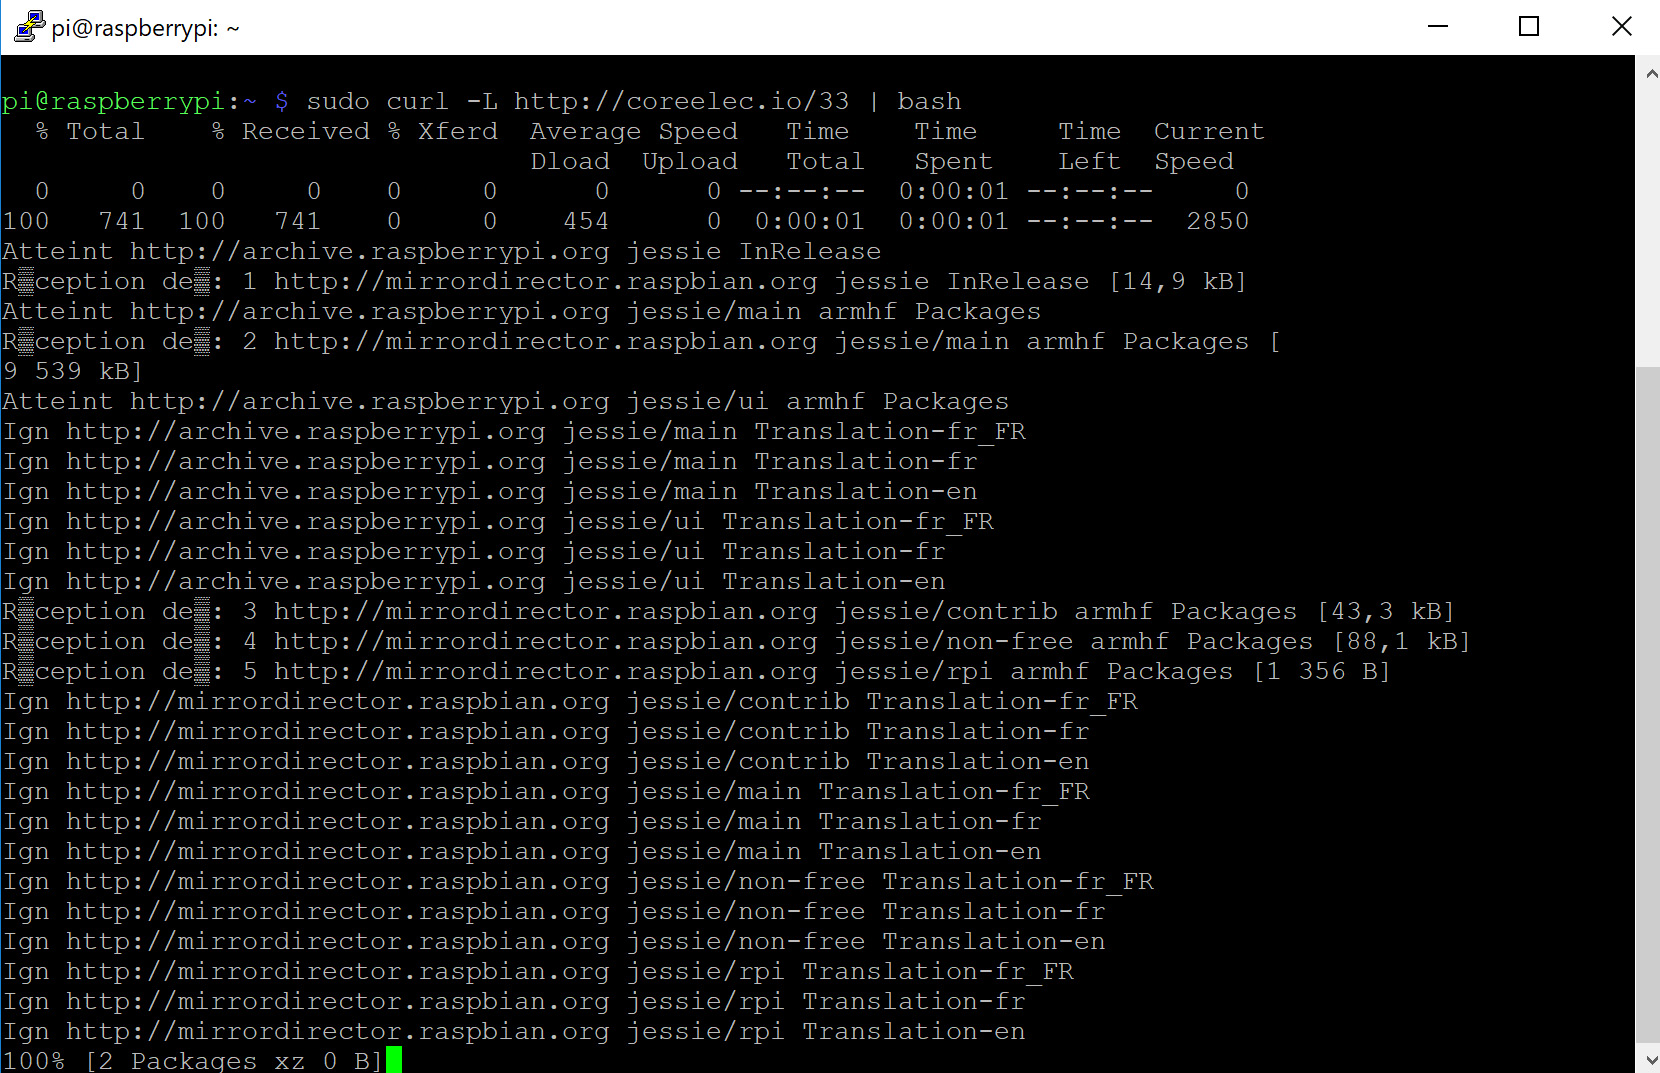 pi@raspberrypi: ~
pi@raspberrypi:~ $ sudo curl -L http://coreelec.io/33 | bash
  % Total    % Received % Xferd  Average Speed   Time    Time     Time  Current
                                 Dload  Upload   Total   Spent    Left  Speed
  0     0    0     0    0     0      0      0 --:--:--  0:00:01 --:--:--     0
100   741  100   741    0     0    454      0  0:00:01  0:00:01 --:--:--  2850
Atteint http://archive.raspberrypi.org jessie InRelease
R▒ception de▒: 1 http://mirrordirector.raspbian.org jessie InRelease [14,9 kB]
Atteint http://archive.raspberrypi.org jessie/main armhf Packages
R▒ception de▒: 2 http://mirrordirector.raspbian.org jessie/main armhf Packages [
9 539 kB]
Atteint http://archive.raspberrypi.org jessie/ui armhf Packages
Ign http://archive.raspberrypi.org jessie/main Translation-fr_FR
Ign http://archive.raspberrypi.org jessie/main Translation-fr
Ign http://archive.raspberrypi.org jessie/main Translation-en
Ign http://archive.raspberrypi.org jessie/ui Translation-fr_FR
Ign http://archive.raspberrypi.org jessie/ui Translation-fr
Ign http://archive.raspberrypi.org jessie/ui Translation-en
R▒ception de▒: 3 http://mirrordirector.raspbian.org jessie/contrib armhf Packages [43,3 kB]
R▒ception de▒: 4 http://mirrordirector.raspbian.org jessie/non-free armhf Packages [88,1 kB]
R▒ception de▒: 5 http://mirrordirector.raspbian.org jessie/rpi armhf Packages [1 356 B]
Ign http://mirrordirector.raspbian.org jessie/contrib Translation-fr_FR
Ign http://mirrordirector.raspbian.org jessie/contrib Translation-fr
Ign http://mirrordirector.raspbian.org jessie/contrib Translation-en
Ign http://mirrordirector.raspbian.org jessie/main Translation-fr_FR
Ign http://mirrordirector.raspbian.org jessie/main Translation-fr
Ign http://mirrordirector.raspbian.org jessie/main Translation-en
Ign http://mirrordirector.raspbian.org jessie/non-free Translation-fr_FR
Ign http://mirrordirector.raspbian.org jessie/non-free Translation-fr
Ign http://mirrordirector.raspbian.org jessie/non-free Translation-en
Ign http://mirrordirector.raspbian.org jessie/rpi Translation-fr_FR
Ign http://mirrordirector.raspbian.org jessie/rpi Translation-fr
Ign http://mirrordirector.raspbian.org jessie/rpi Translation-en
100% [2 Packages xz 0 B]